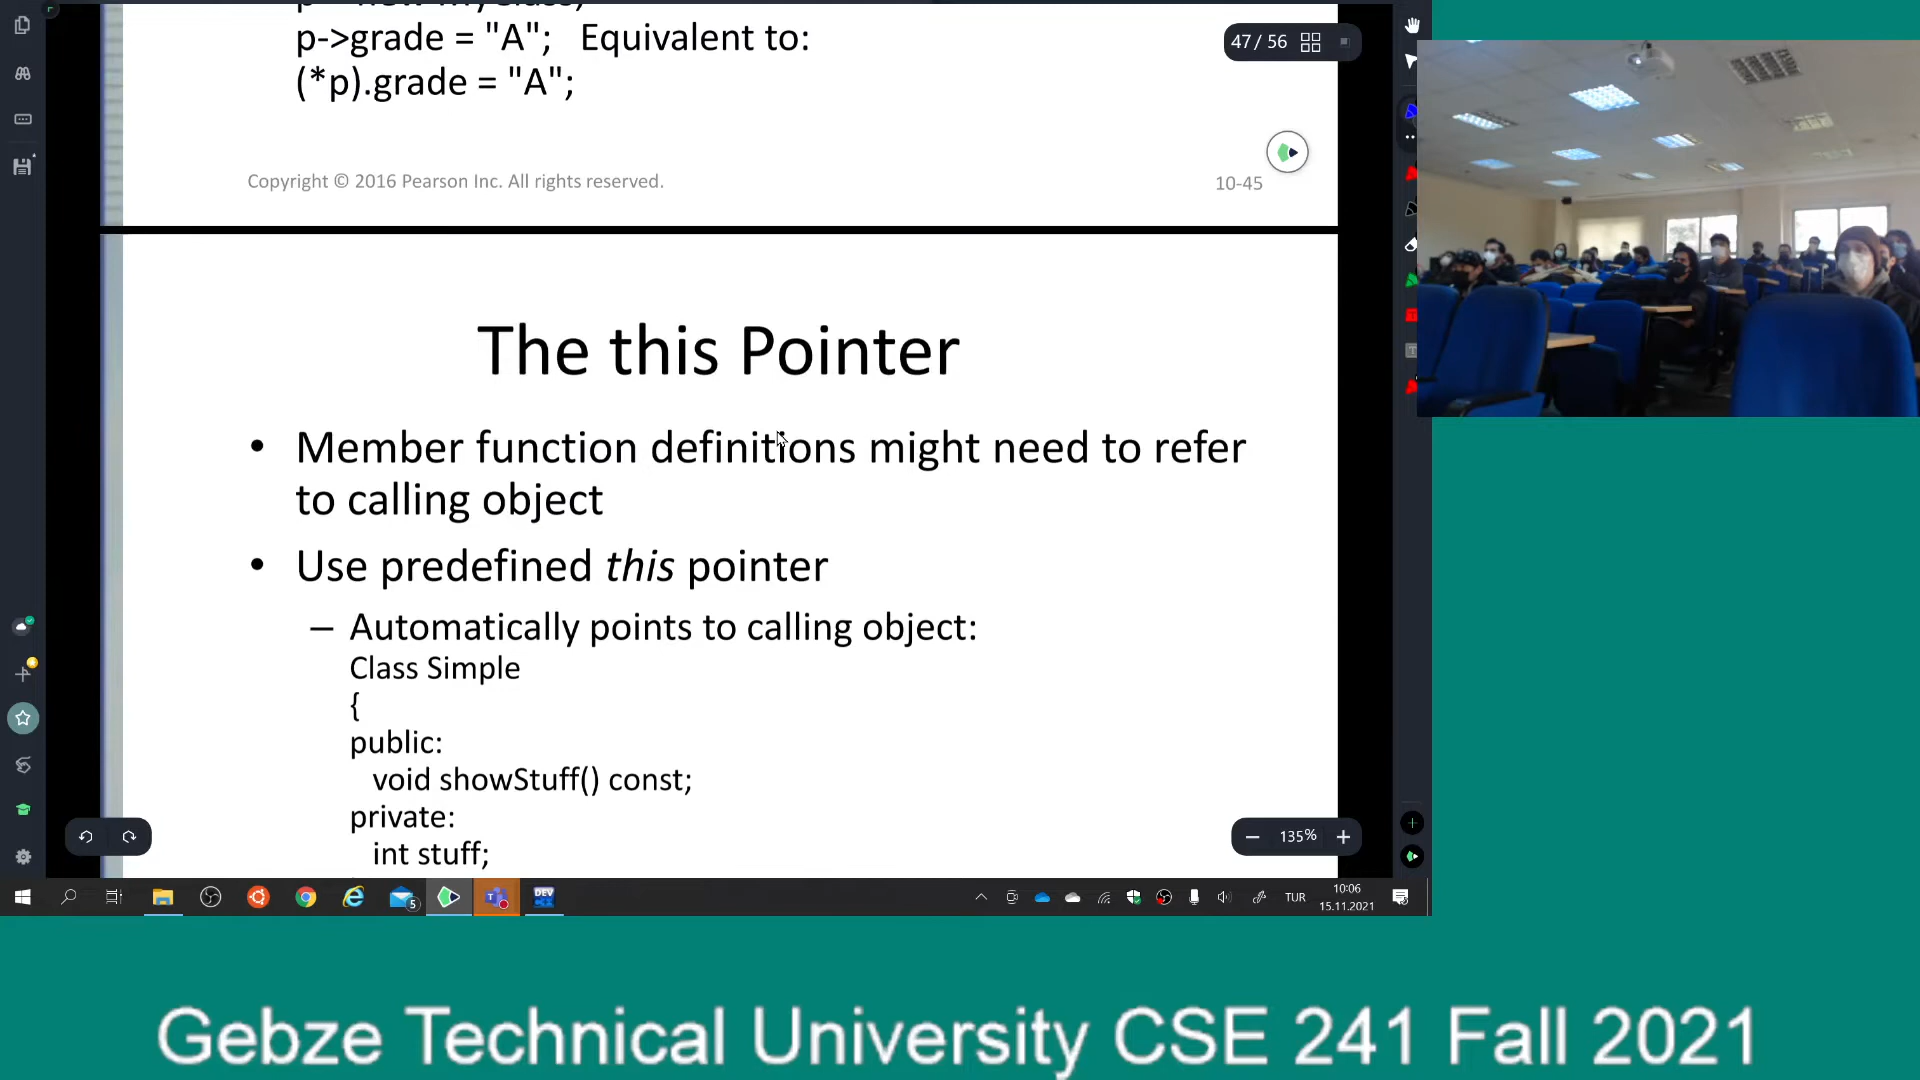 p->grade = "A"; Equivalent to:
(*p).grade = "A";
47/ 56
Copyright © 2016 Pearson Inc. All rights reserved.
10-45
The this Pointer
• Member function definitions might need to refer
to calling object
• Use predefined this pointer
– Automatically points to calling object:
Class Simple
{
public:
void showStuff() const;
private:
int stuff;
135%
5
DEV
TUR
10:06
15.11.2021
Gebze Technical University CSE 241 Fall 2021